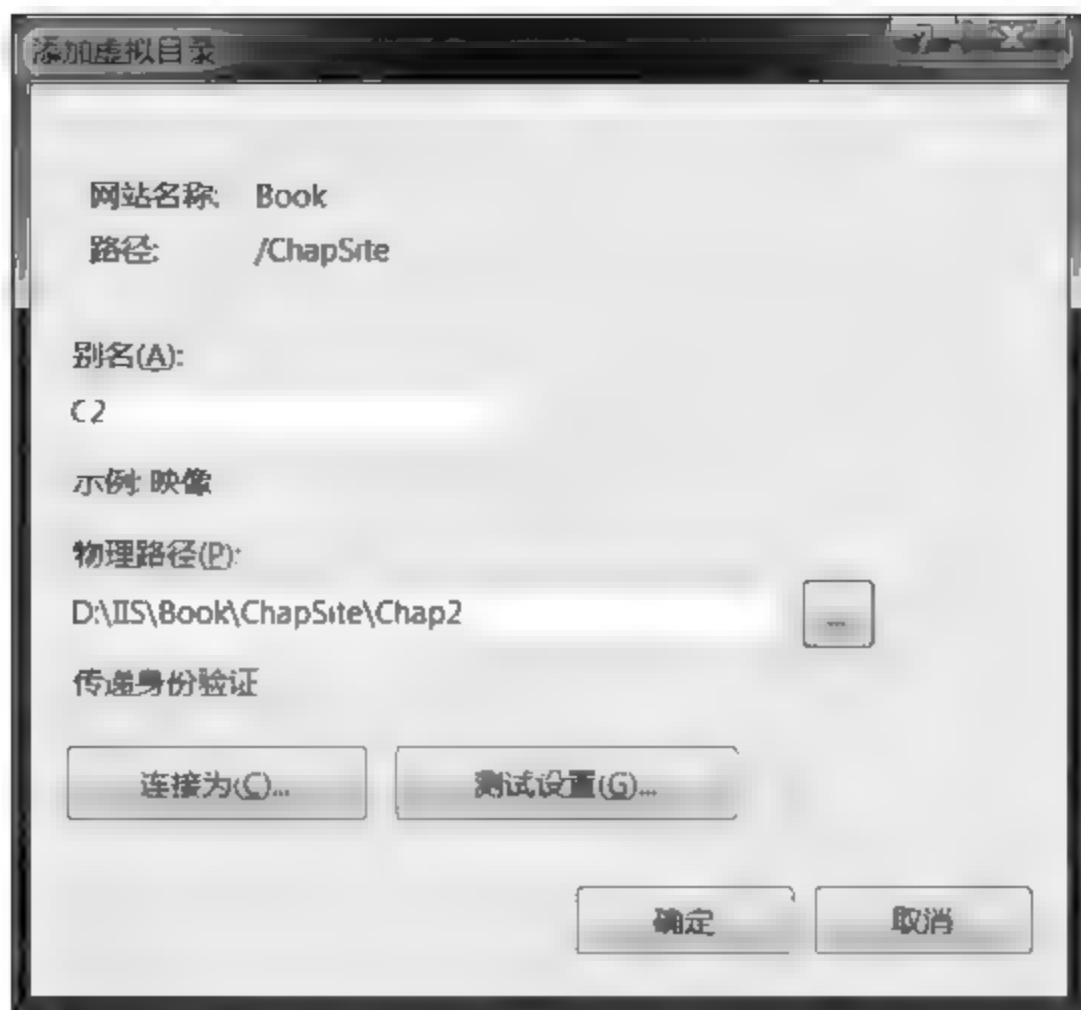 添加虚拟目录
网站名称: Book
路径: /ChapSite
别名(A):
C2
示例: 映像
物理路径(P):
D:\IIS\Book\ChapSite\Chap2
...
传递身份验证
连接为(C)...
测试设置(G)...
确定
取消